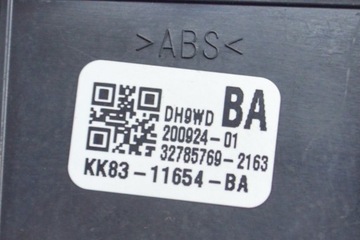 >ABS<
DH9WD BA
200924-01
32785769-2163
KK83-11654-BA